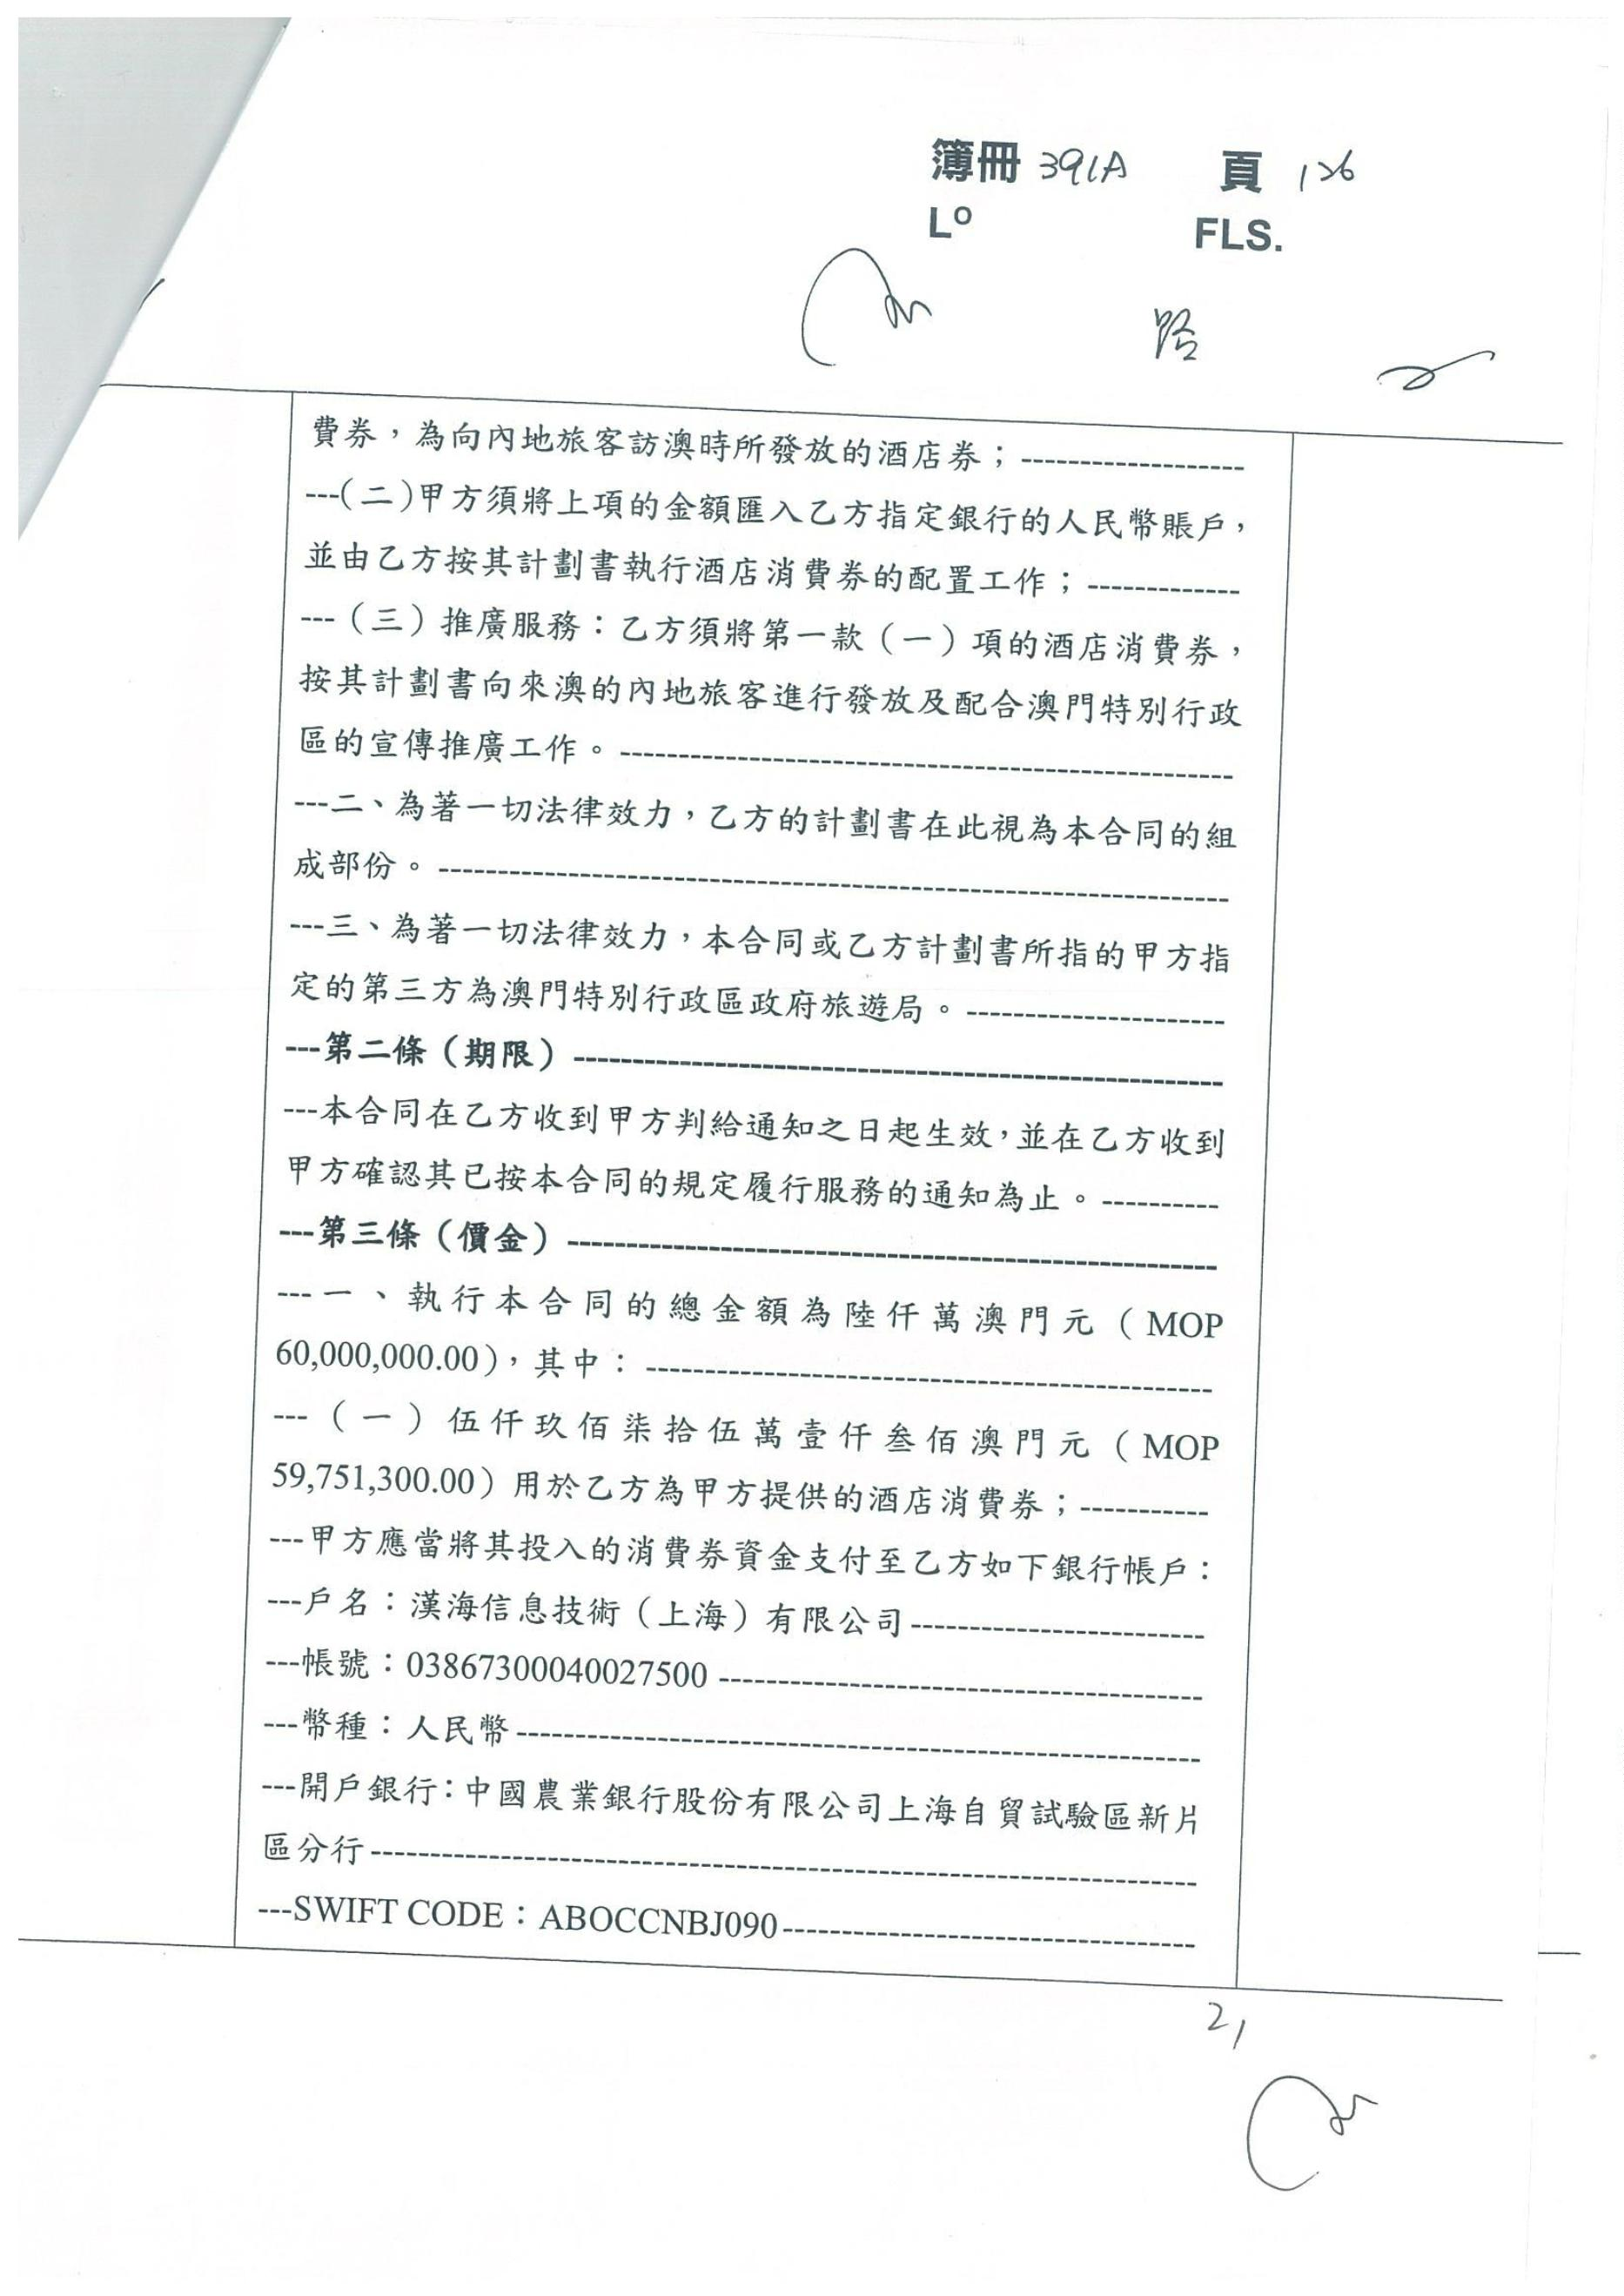 簿冊 391A 頁 126
Lº FLS.
路
費券，為向內地旅客訪澳時所發放的酒店券；-------------------
---(二)甲方須將上項的金額匯入乙方指定銀行的人民幣賬戶，
並由乙方按其計劃書執行酒店消費券的配置工作；-------------
---（三）推廣服務：乙方須將第一款（一）項的酒店消費券，
按其計劃書向來澳的內地旅客進行發放及配合澳門特別行政
區的宣傳推廣工作。----------------------------------------------------
---二、為著一切法律效力，乙方的計劃書在此視為本合同的組
成部份。-------------------------------------------------------------------
---三、為著一切法律效力，本合同或乙方計劃書所指的甲方指
定的第三方為澳門特別行政區政府旅遊局。----------------------
---第二條（期限）-------------------------------------------------------
---本合同在乙方收到甲方判給通知之日起生效，並在乙方收到
甲方確認其已按本合同的規定履行服務的通知為止。----------
---第三條（價金）-------------------------------------------------------
---一、執行本合同的總金額為陸仟萬澳門元（MOP
60,000,000.00），其中：------------------------------------------------
---（一）伍仟玖佰柒拾伍萬壹仟叁佰澳門元（MOP
59,751,300.00）用於乙方為甲方提供的酒店消費券；-----------
---甲方應當將其投入的消費券資金支付至乙方如下銀行帳戶：
---戶名：漢海信息技術（上海）有限公司-------------------------
---帳號：03867300040027500 -----------------------------------------
---幣種：人民幣----------------------------------------------------------
---開戶銀行：中國農業銀行股份有限公司上海自貿試驗區新片
區分行----------------------------------------------------------------------
---SWIFT CODE：ABOCCNBJ090-----------------------------------
21